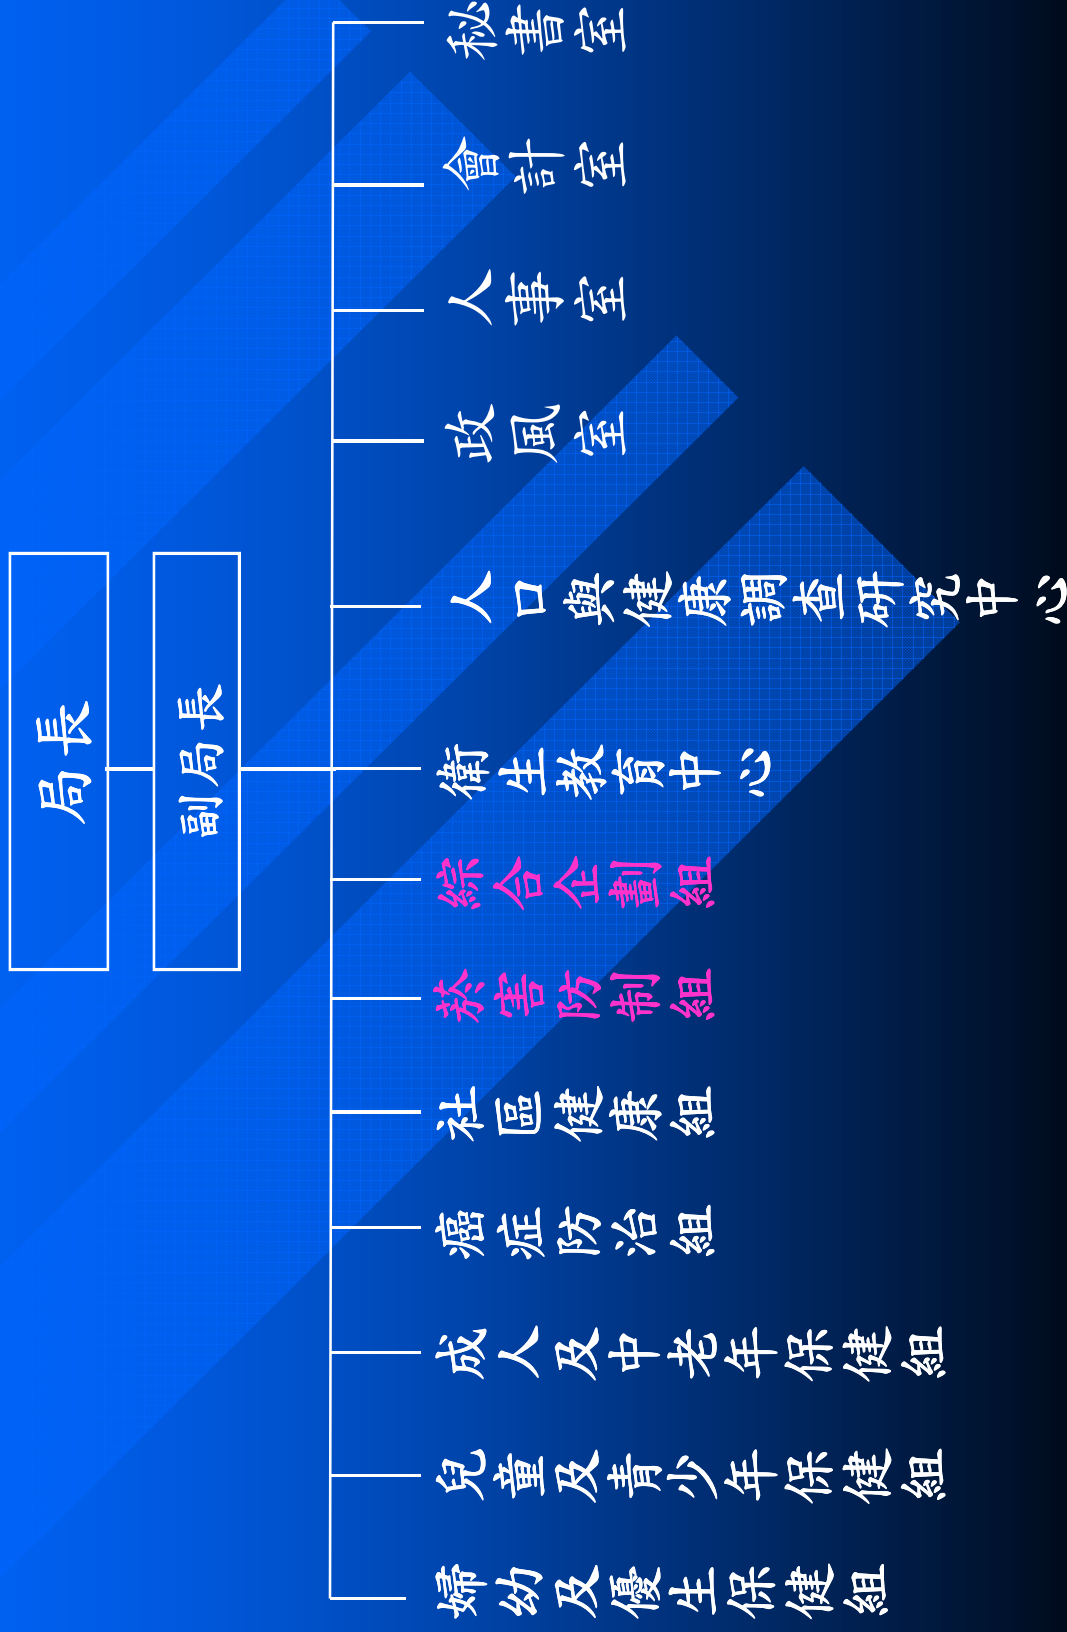 局長
副局長
婦幼及優生保健組
兒童及青少年保健組
成人及中老年保健組
癌症防治組
社區健康組
菸害防制組
綜合企劃組
衛生教育中心
人口與健康調查研究中心
政風室
人事室
會計室
秘書室